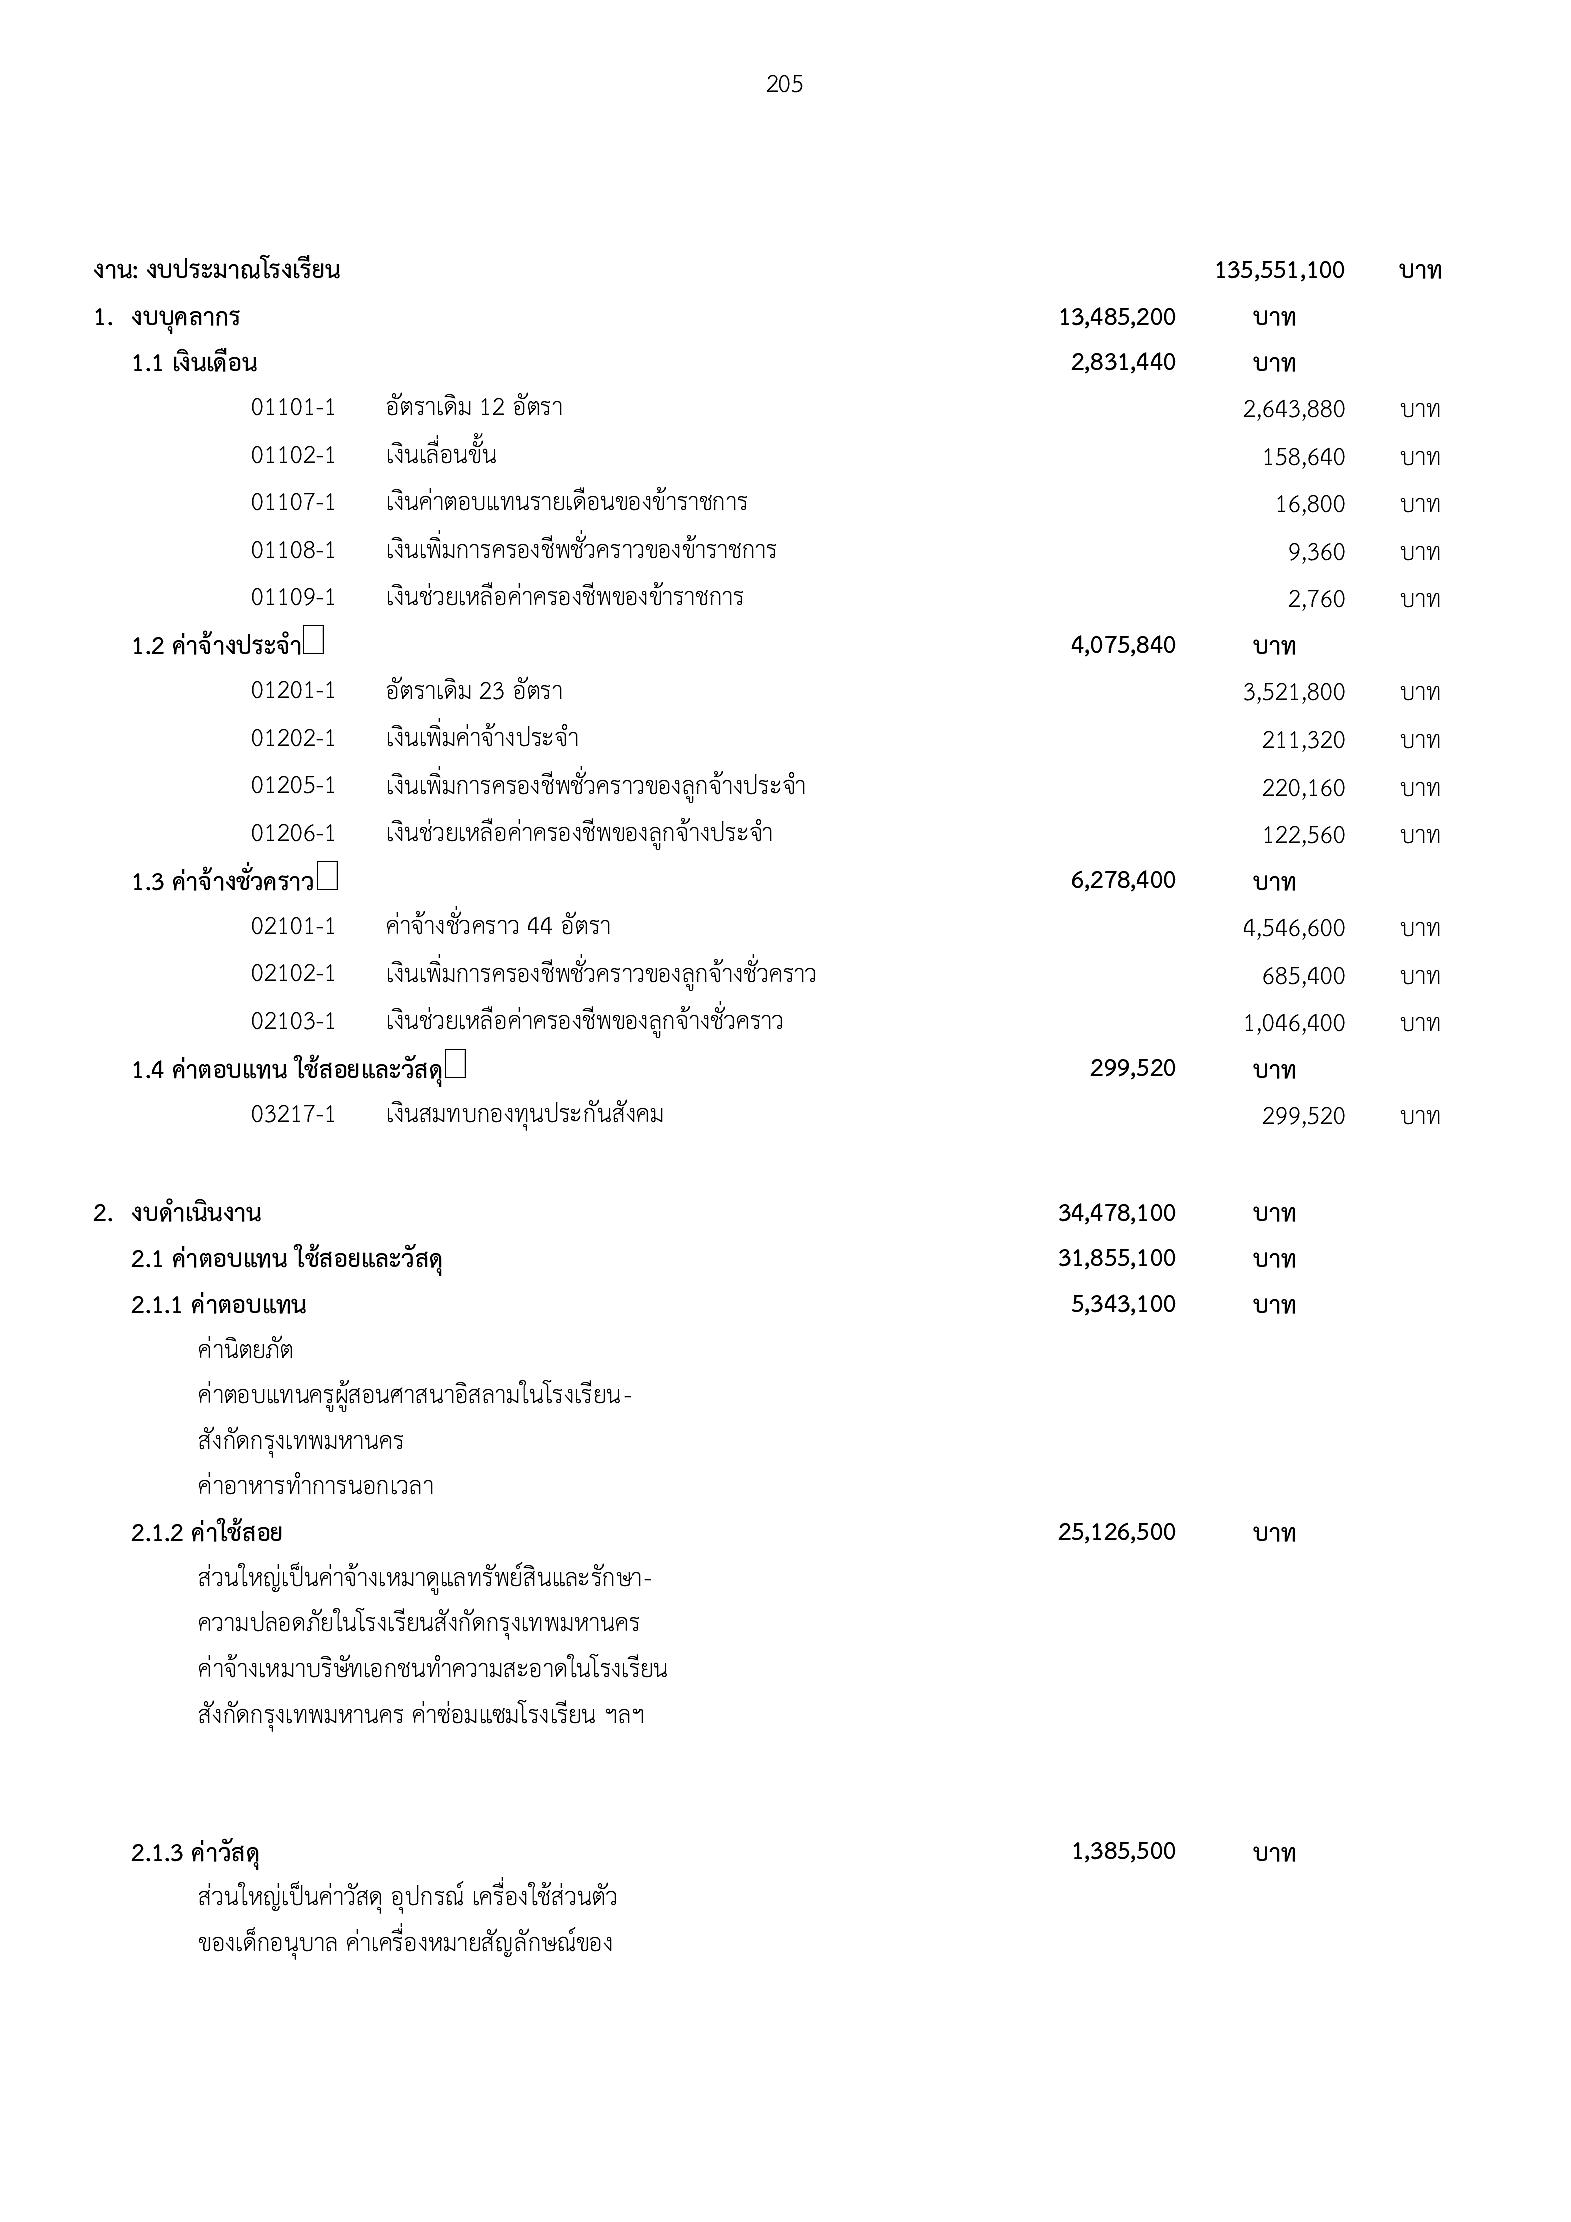 205
งาน: งบประมาณโรงเรียน 135,551,100 บาท
1. งบบุคลากร 13,485,200 บาท
1.1 เงินเดือน 2,831,440 บาท
01101-1 อัตราเดิม 12 อัตรา 2,643,880 บาท
01102-1 เงินเลื่อนขั้น 158,640 บาท
01107-1 เงินค่าตอบแทนรายเดือนของข้าราชการ 16,800 บาท
01108-1 เงินเพิ่มการครองชีพชั่วคราวของข้าราชการ 9,360 บาท
01109-1 เงินช่วยเหลือค่าครองชีพของข้าราชการ 2,760 บาท
1.2 ค่าจ้างประจำ 4,075,840 บาท
01201-1 อัตราเดิม 23 อัตรา 3,521,800 บาท
01202-1 เงินเพิ่มค่าจ้างประจำ 211,320 บาท
01205-1 เงินเพิ่มการครองชีพชั่วคราวของลูกจ้างประจำ 220,160 บาท
01206-1 เงินช่วยเหลือค่าครองชีพของลูกจ้างประจำ 122,560 บาท
1.3 ค่าจ้างชั่วคราว 6,278,400 บาท
02101-1 ค่าจ้างชั่วคราว 44 อัตรา 4,546,600 บาท
02102-1 เงินเพิ่มการครองชีพชั่วคราวของลูกจ้างชั่วคราว 685,400 บาท
02103-1 เงินช่วยเหลือค่าครองชีพของลูกจ้างชั่วคราว 1,046,400 บาท
1.4 ค่าตอบแทน ใช้สอยและวัสดุ 299,520 บาท
03217-1 เงินสมทบกองทุนประกันสังคม 299,520 บาท
2. งบดำเนินงาน 34,478,100 บาท
2.1 ค่าตอบแทน ใช้สอยและวัสดุ 31,855,100 บาท
2.1.1 ค่าตอบแทน 5,343,100 บาท
ค่านิตยภัต
ค่าตอบแทนครูผู้สอนศาสนาอิสลามในโรงเรียน-
สังกัดกรุงเทพมหานคร
ค่าอาหารทำการนอกเวลา
2.1.2 ค่าใช้สอย 25,126,500 บาท
ส่วนใหญ่เป็นค่าจ้างเหมาดูแลทรัพย์สินและรักษา-
ความปลอดภัยในโรงเรียนสังกัดกรุงเทพมหานคร
ค่าจ้างเหมาบริษัทเอกชนทำความสะอาดในโรงเรียน
สังกัดกรุงเทพมหานคร ค่าซ่อมแซมโรงเรียน ฯลฯ
2.1.3 ค่าวัสดุ 1,385,500 บาท
ส่วนใหญ่เป็นค่าวัสดุ อุปกรณ์ เครื่องใช้ส่วนตัว
ของเด็กอนุบาล ค่าเครื่องหมายสัญลักษณ์ของ